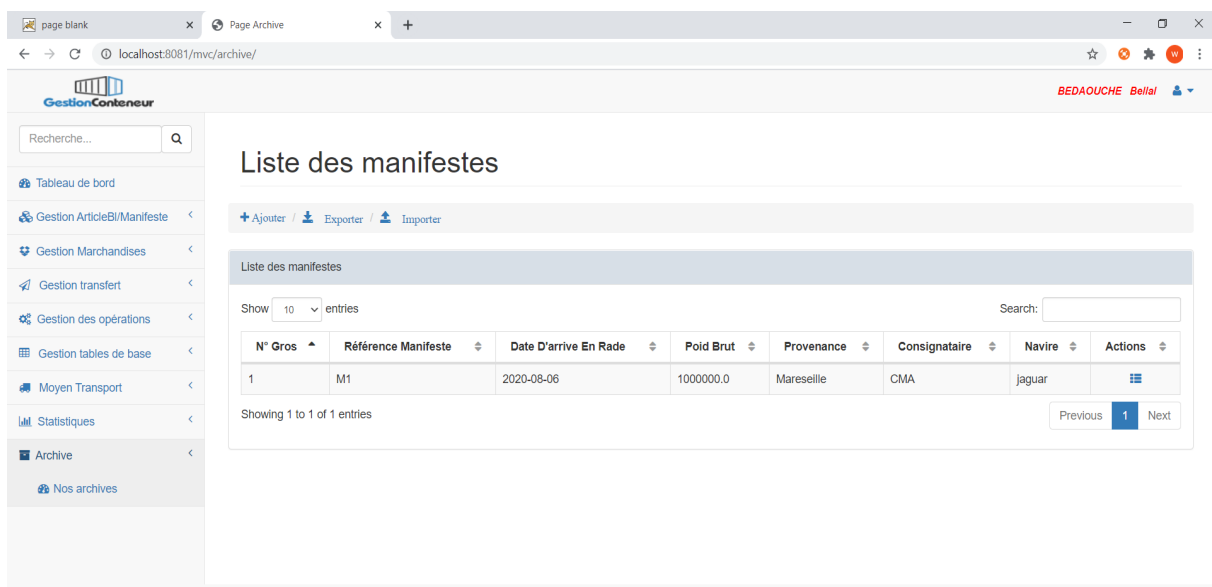 page blank
Page Archive
localhost:8081/mvc/archive/
W
GestionConteneur
BEDAOUCHE Bellal
Recherche...
Tableau de bord
Gestion ArticleBl/Manifeste
Gestion Marchandises
Gestion transfert
Gestion des opérations
Gestion tables de base
Moyen Transport
Statistiques
Archive
Nos archives
Liste des manifestes
Ajouter / Exporter / Importer
Liste des manifestes
Show 10 entries
Search:
N° Gros Référence Manifeste Date D'arrive En Rade Poid Brut Provenance Consignataire Navire Actions
1 M1 2020-08-06 1000000.0 Mareseille CMA jaguar
Showing 1 to 1 of 1 entries
Previous 1 Next